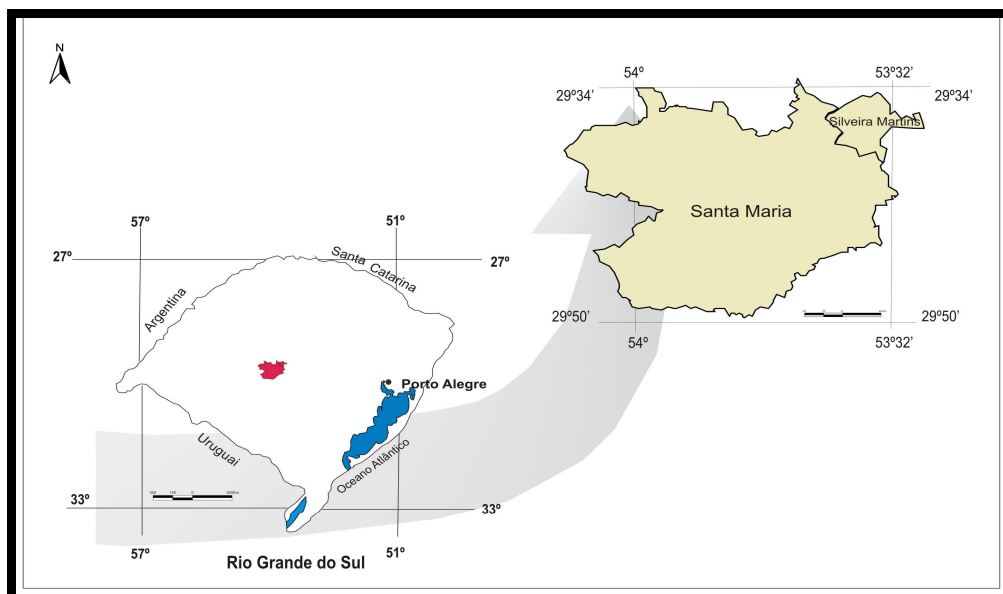 N
54º
53º32'
29º34'
29º34'
Silveira Martins
Santa Maria
29º50'
29º50'
54º
53º32'
57º
51º
27º
27º
Santa Catarina
Argentina
Porto Alegre
Uruguai
Oceano Atlântico
33º
33º
57º
51º
Rio Grande do Sul